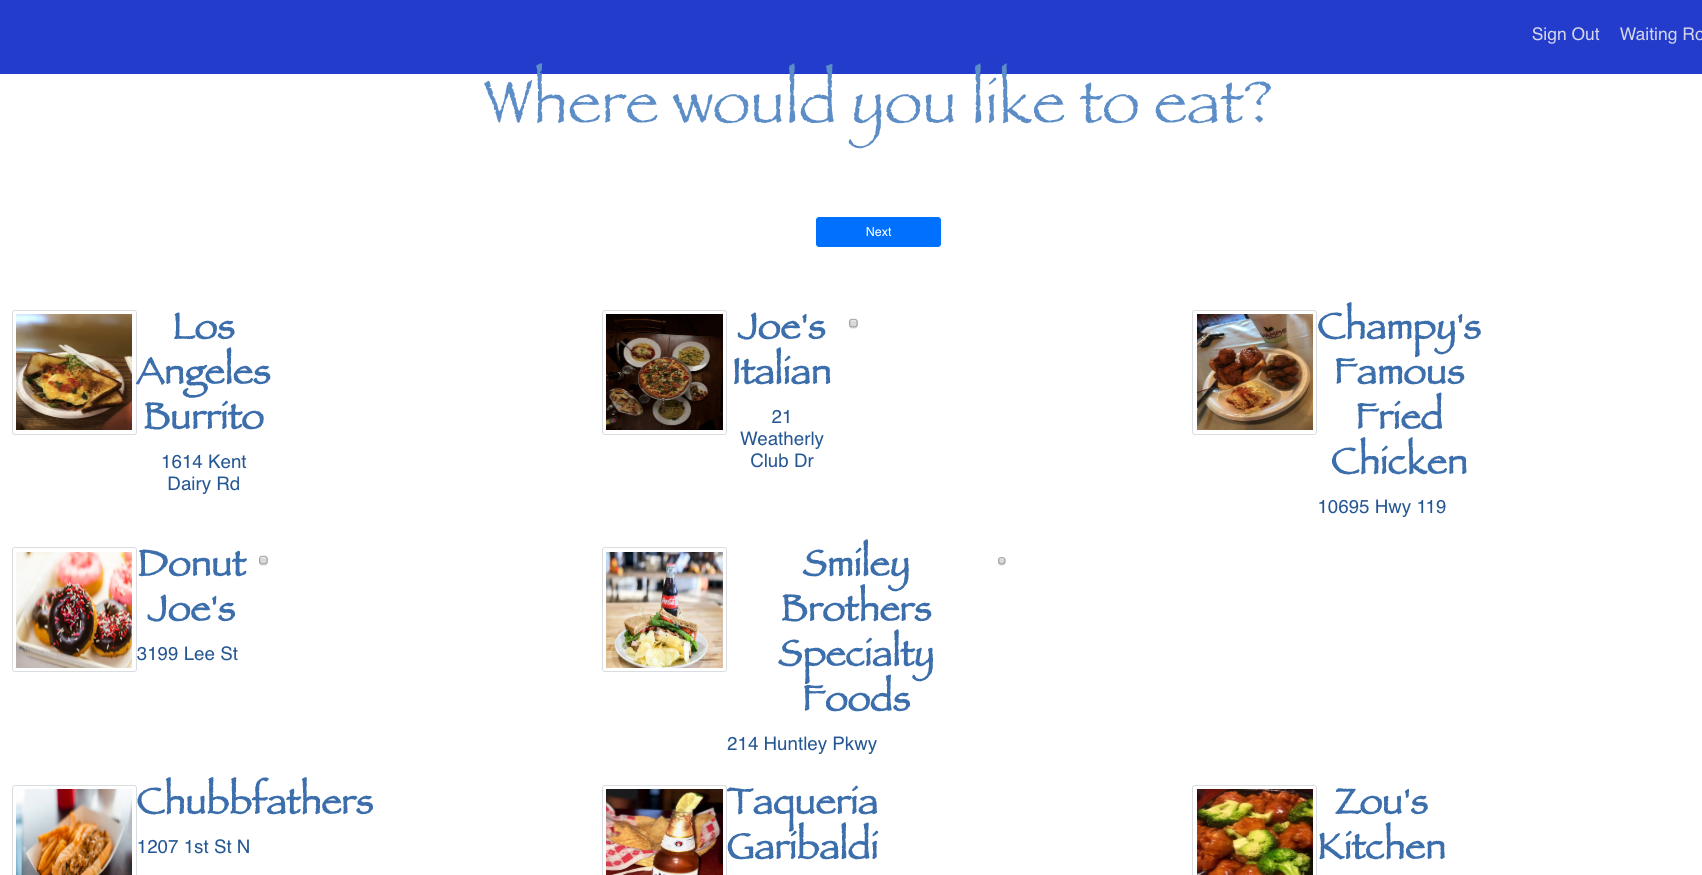 Sign Out Waiting Ro
Where would you like to eat?
Next
Los
Angeles
Burrito
1614 Kent
Dairy Rd
Joe's
Italian
21
Weatherly
Club Dr
Champy's
Famous
Fried
Chicken
10695 Hwy 119
Donut
Joe's
3199 Lee St
Smiley
Brothers
Specialty
Foods
214 Huntley Pkwy
Chubbfathers
1207 1st St N
Taqueria
Garibaldi
Zou's
Kitchen